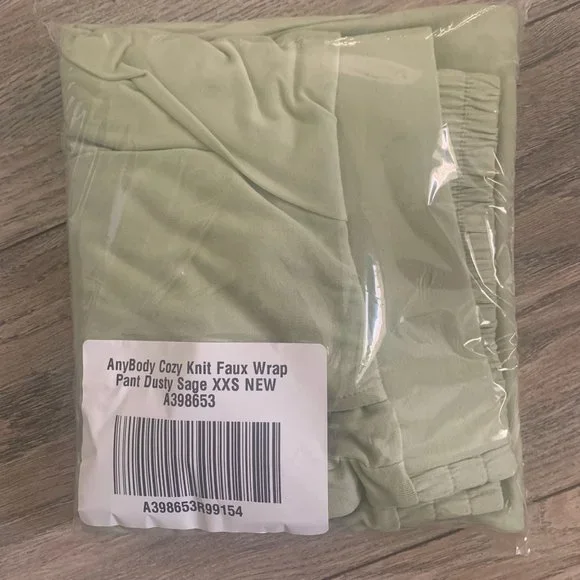 AnyBody Cozy Knit Faux Wrap
Pant Dusty Sage XXS NEW
A398653
A398653R99154